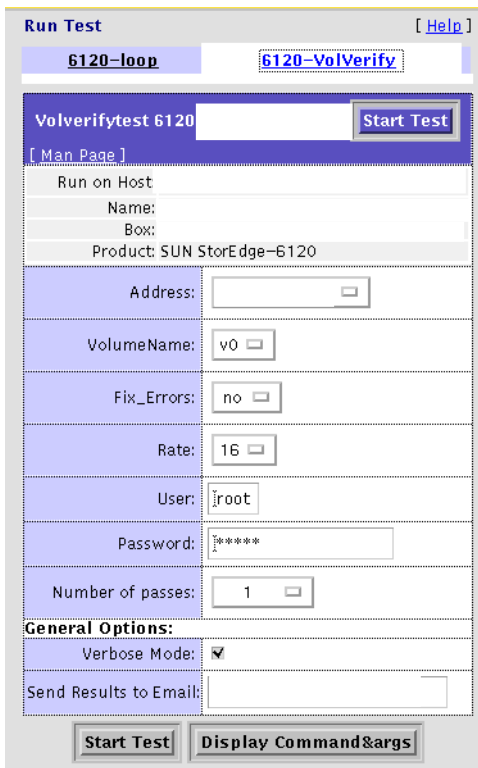 Run Test [ Help ]
6120-loop 6120-VolVerify
Volverifytest 6120 Start Test
[ Man Page ]
Run on Host
Name:
Box:
Product: SUN StorEdge-6120
Address:
VolumeName: v0
Fix_Errors: no
Rate: 16
User: root
Password: *****
Number of passes: 1
General Options:
Verbose Mode:
Send Results to Email:
Start Test Display Command&args